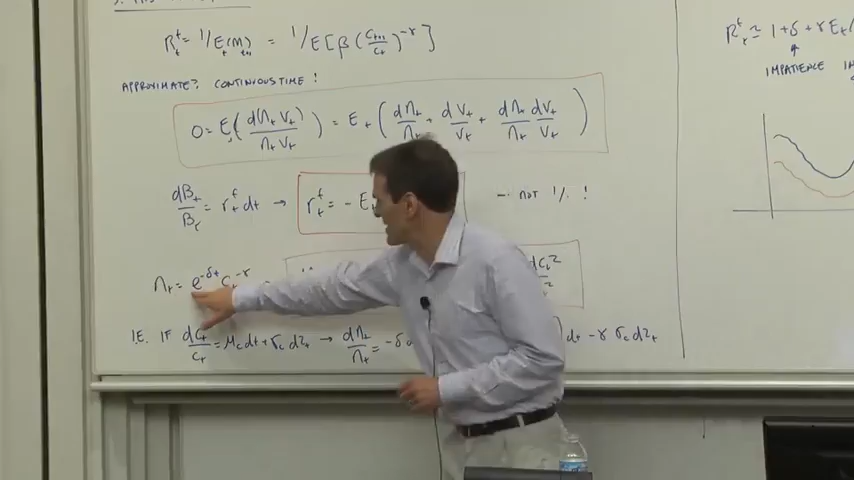 R_t^f = 1/E_t(m_{t+1}) = 1/E[β(c_{t+1}/c_t)^{-γ}]
APPROXIMATE? CONTINUOUS TIME!
0 = E_t(d(Λ_t V_t)/(Λ_t V_t)) = E_t(dΛ_t/Λ_t + dV_t/V_t + dΛ_t/Λ_t dV_t/V_t)
dB_t/B_t = r_t^f dt → r_t^f = - E
- NOT 1/. !
Λ_t = e^{-δt} c_t^{-γ}
I.E. IF dc_t/c_t = μ_c dt + σ_c dz_t → dΛ_t/Λ_t = -δ
dt - γ σ_c dz_t
1 + δ + γ E_t
IMPATIENCE